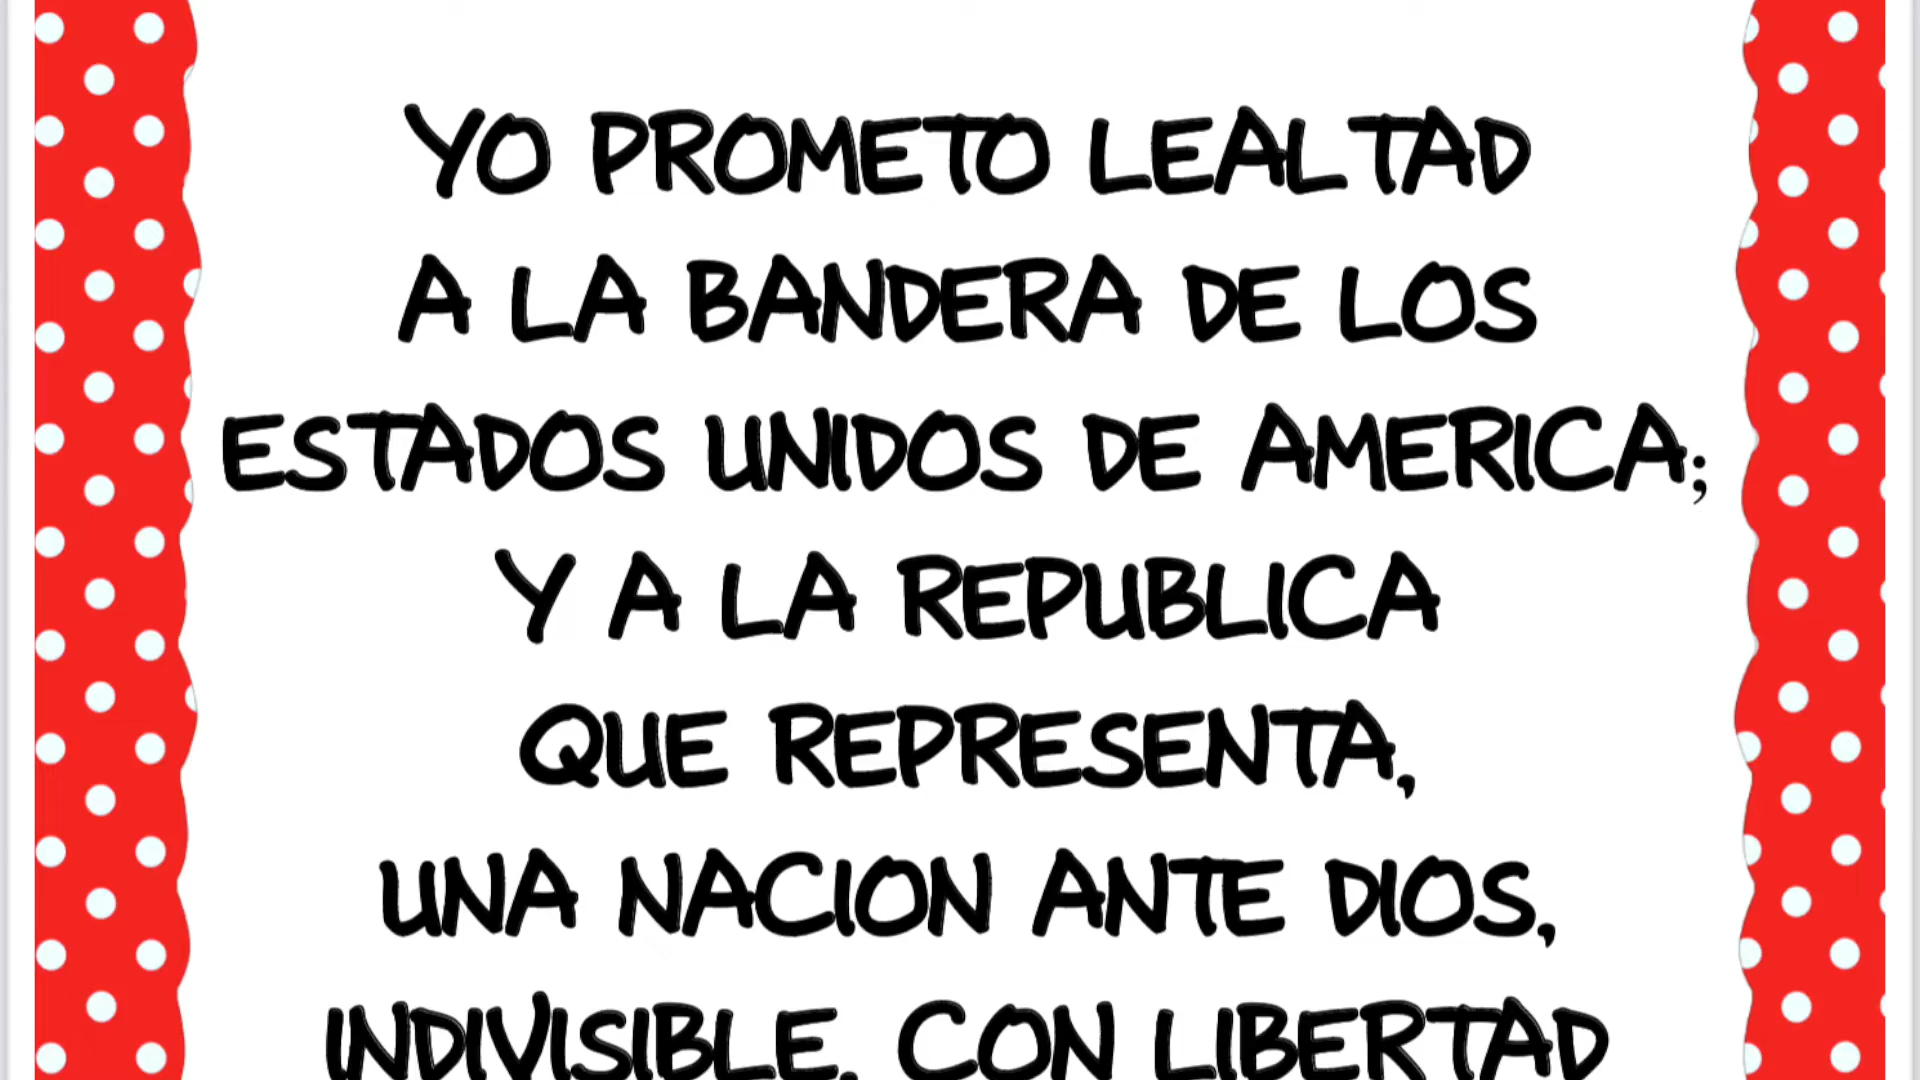 YO PROMETO LEALTAD
A LA BANDERA DE LOS
ESTADOS UNIDOS DE AMERICA;
Y A LA REPUBLICA
QUE REPRESENTA,
UNA NACION ANTE DIOS,
INDIVISIBLE, CON LIBERTAD